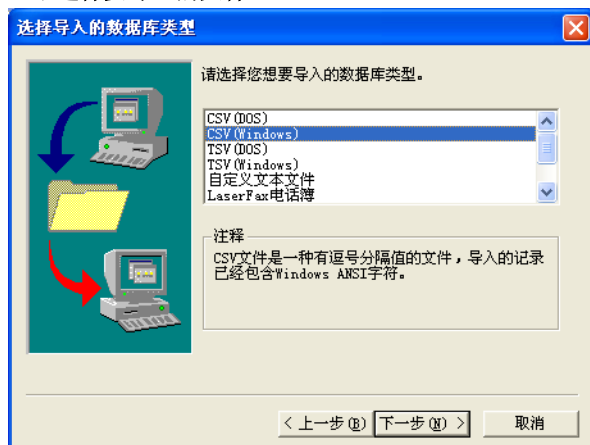 选择导入的数据库类型
请选择您想要导入的数据库类型。
CSV(DOS)
CSV(Windows)
TSV(DOS)
TSV(Windows)
自定义文本文件
LaserFax电话簿
注释
CSV文件是一种有逗号分隔值的文件，导入的记录
已经包含Windows ANSI字符。
< 上一步(B)
下一步(N) >
取消